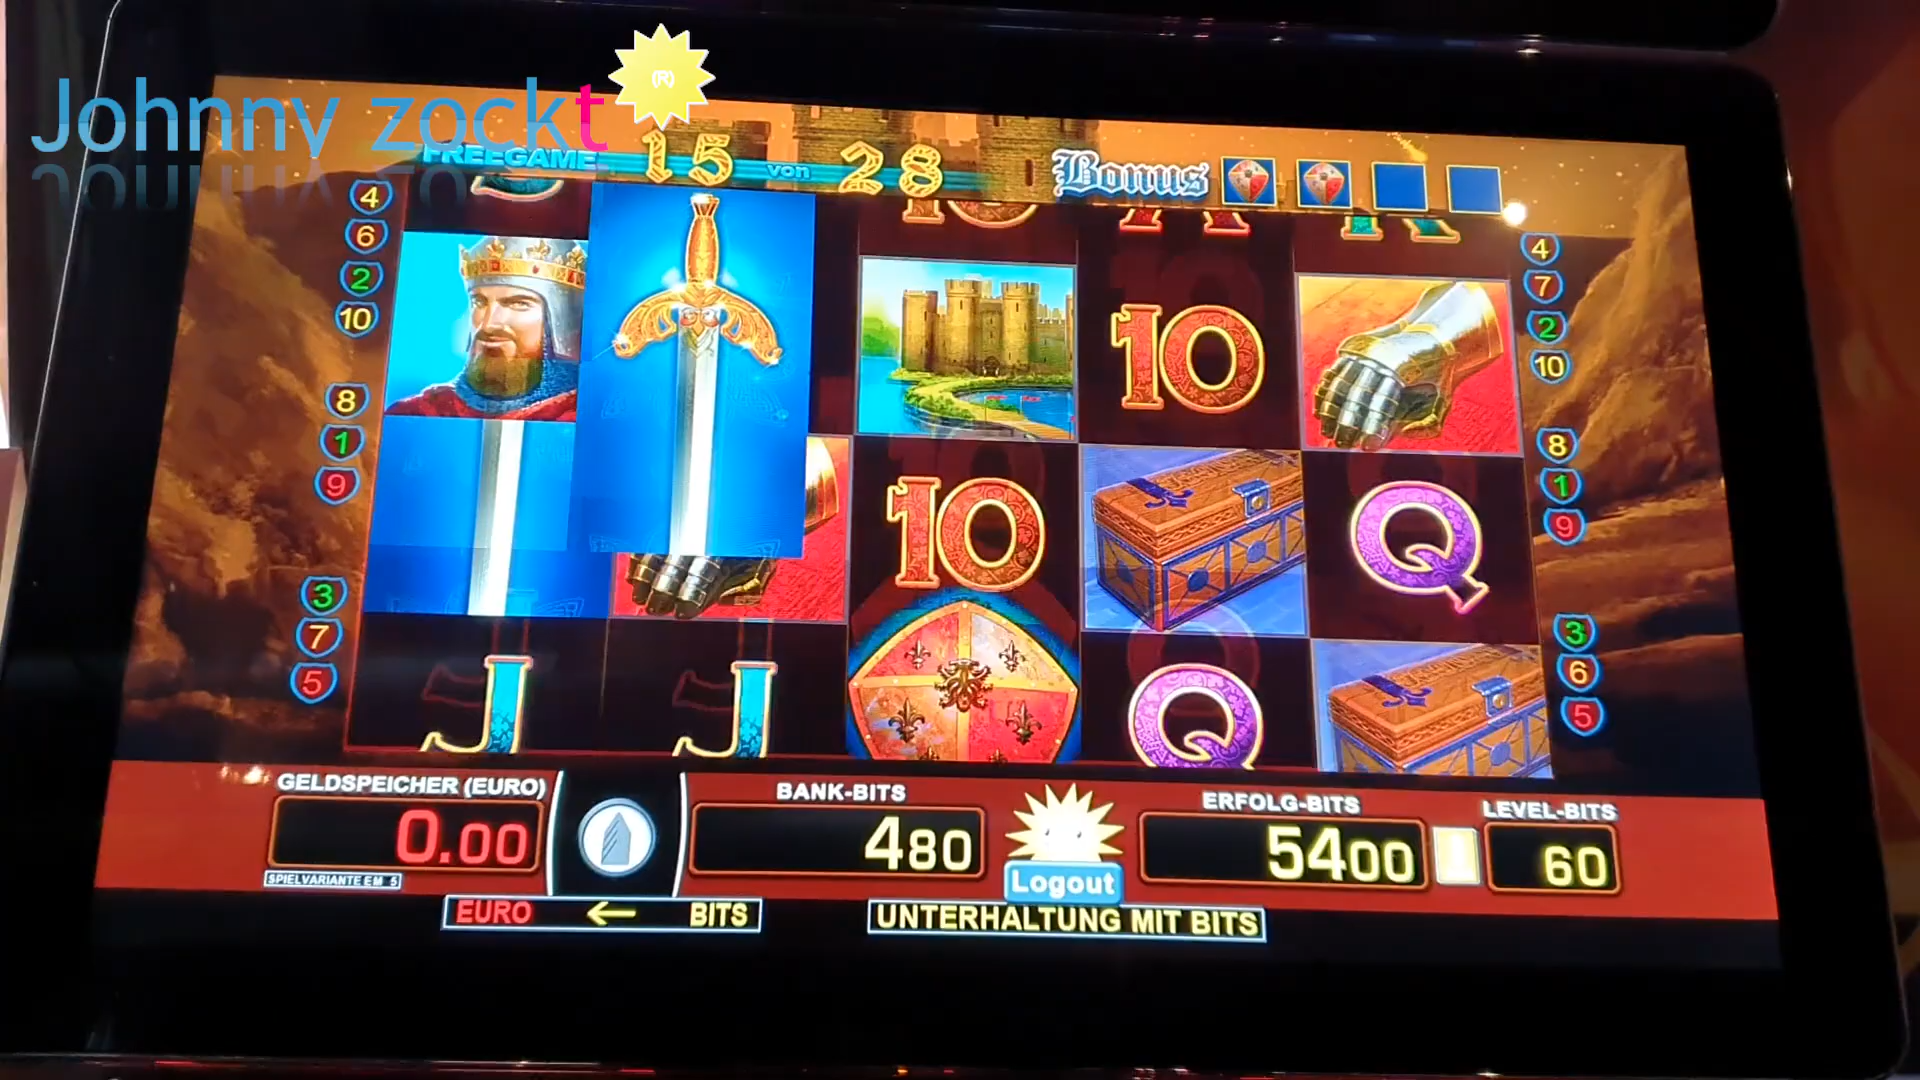 Johnny zockt (R)
FREEGAME 15 von 28 Bonus
4
6
2
10
8
1
9
3
7
5
4
7
2
10
8
1
9
3
6
5
10
A
K
10
10
Q
J
J
Q
GELDSPEICHER (EURO)
0.00
SPIELVARIANTE EM 5
BANK-BITS
480
Logout
ERFOLG-BITS
5400
LEVEL-BITS
60
EURO ← BITS
UNTERHALTUNG MIT BITS